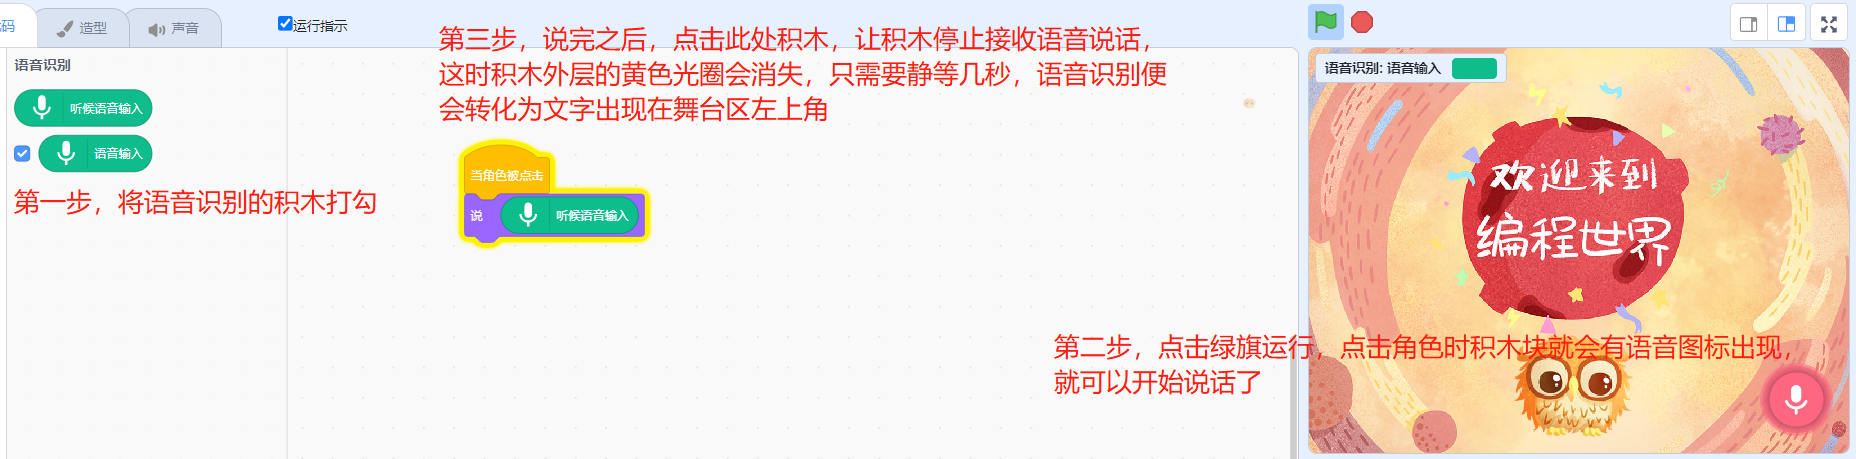 码
造型
声音
运行指示
语音识别
听候语音输入
语音输入
第一步，将语音识别的积木打勾
第三步，说完之后，点击此处积木，让积木停止接收语音说话，
这时积木外层的黄色光圈会消失，只需要静等几秒，语音识别便
会转化为文字出现在舞台区左上角
当角色被点击
说 听候语音输入
语音识别: 语音输入
欢迎来到
编程世界
第二步，点击绿旗运行，点击角色时积木块就会有语音图标出现，
就可以开始说话了